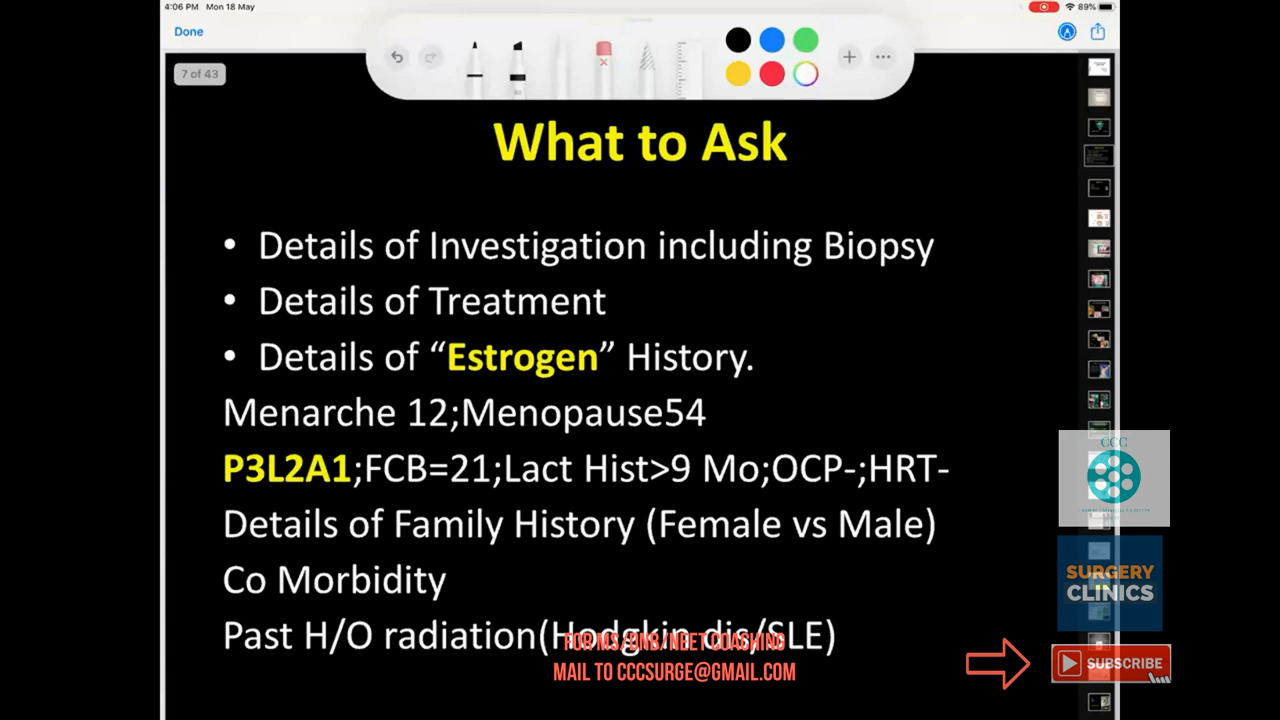 4:06 PM Mon 18 May
89%
Done
7 of 43
What to Ask
• Details of Investigation including Biopsy
• Details of Treatment
• Details of “Estrogen” History.
Menarche 12;Menopause54
P3L2A1;FCB=21;Lact Hist>9 Mo;OCP-;HRT-
Details of Family History (Female vs Male)
Co Morbidity
Past H/O radiation(Hodgkin dis/SLE)
FOR MS/DNB/NEET COACHING
MAIL TO CCCSURGE@GMAIL.COM
CCC
SURGERY
CLINICS
SUBSCRIBE